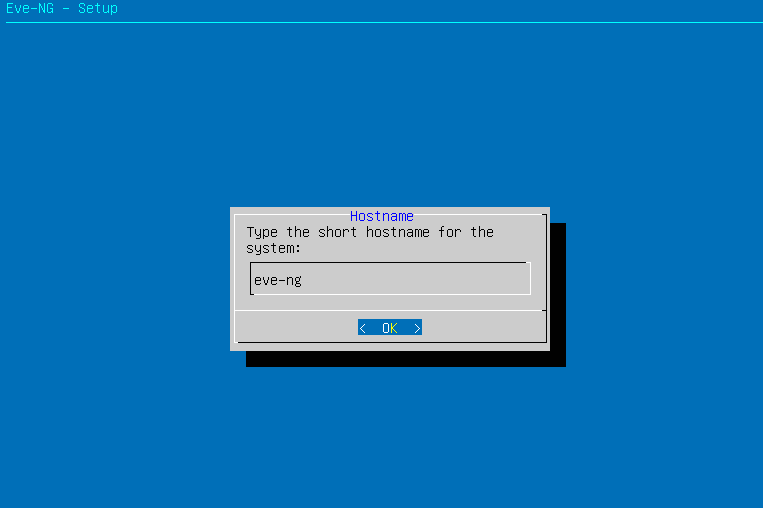 Eve-NG - Setup
Hostname
Type the short hostname for the
system:
eve-ng
< OK >